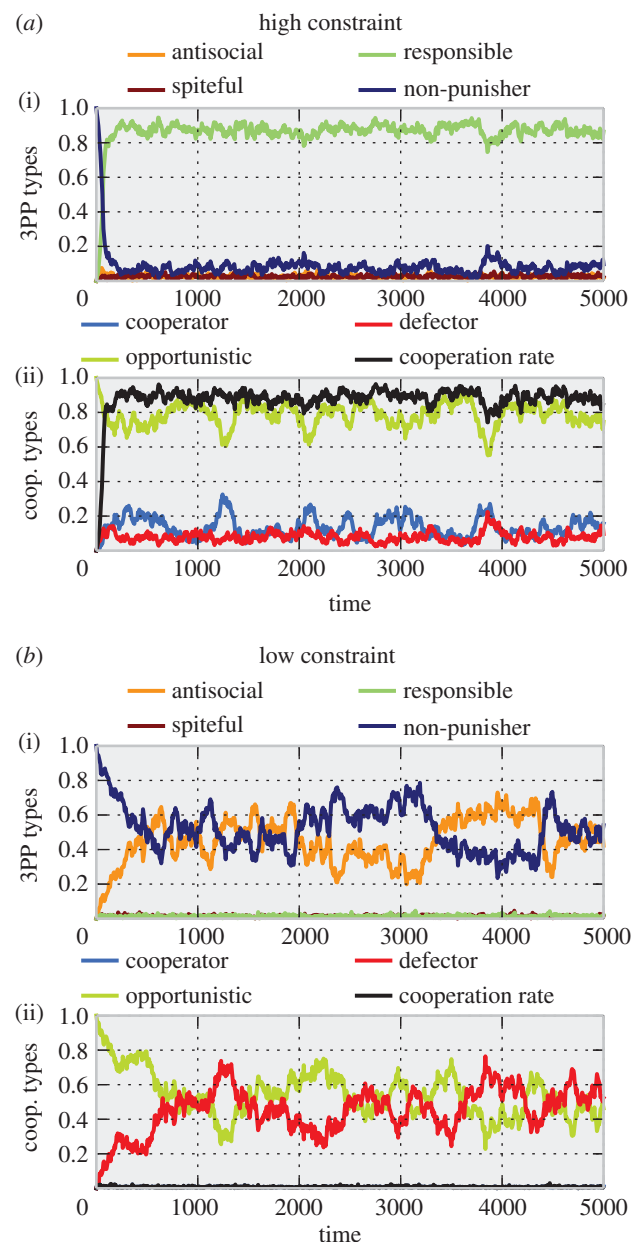 (a) high constraint
antisocial responsible
spiteful non-punisher
(i)
1.0
0.8
0.6
0.4
0.2
3PP types
0 1000 2000 3000 4000 5000
cooperator defector
opportunistic cooperation rate
(ii)
1.0
0.8
0.6
0.4
0.2
coop. types
0 1000 2000 3000 4000 5000
time
(b) low constraint
antisocial responsible
spiteful non-punisher
(i)
1.0
0.8
0.6
0.4
0.2
3PP types
0 1000 2000 3000 4000 5000
cooperator defector
opportunistic cooperation rate
(ii)
1.0
0.8
0.6
0.4
0.2
coop. types
0 1000 2000 3000 4000 5000
time